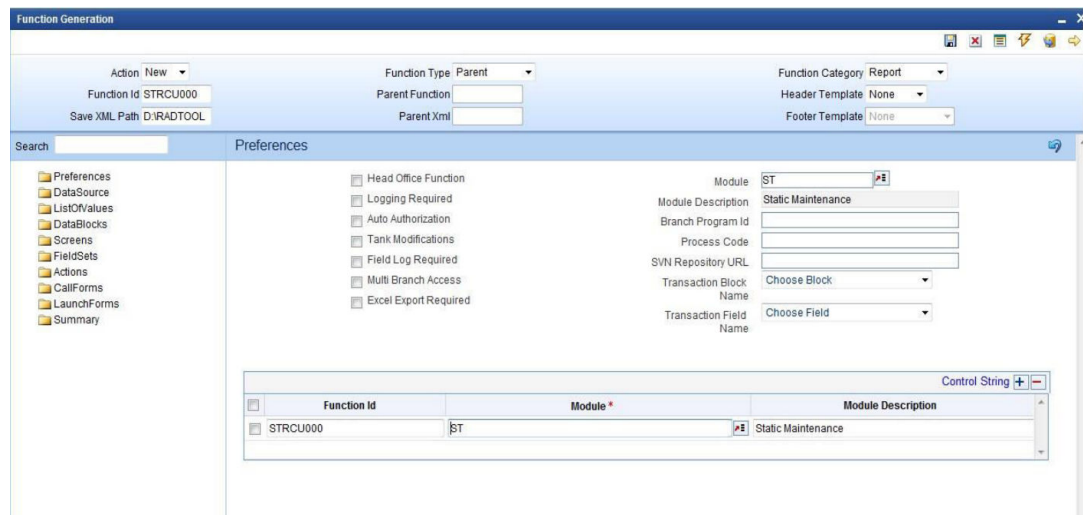 Function Generation
Action New Function Type Parent Function Category Report
Function Id STRCU000 Parent Function Header Template None
Save XML Path D:\RADTOOL Parent Xml Footer Template None
Search Preferences
Preferences
DataSource
ListOfValues
DataBlocks
Screens
FieldSets
Actions
CallForms
LaunchForms
Summary
Head Office Function
Logging Required
Auto Authorization
Tank Modifications
Field Log Required
Multi Branch Access
Excel Export Required
Module ST
Module Description Static Maintenance
Branch Program Id
Process Code
SVN Repository URL
Transaction Block Choose Block
Name
Transaction Field Choose Field
Name
Control String
Function Id Module * Module Description
STRCU000 ST Static Maintenance